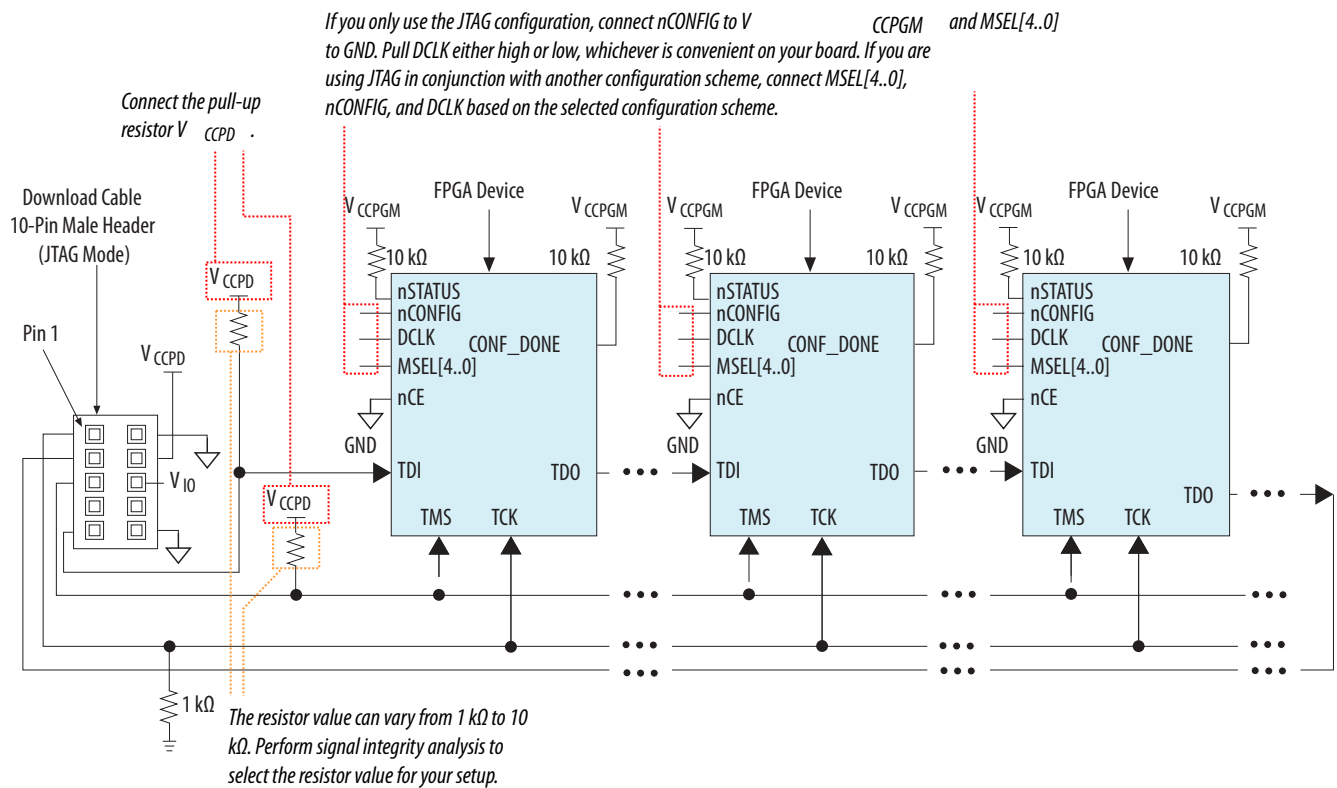 If you only use the JTAG configuration, connect nCONFIG to V CCPGM and MSEL[4..0]
to GND. Pull DCLK either high or low, whichever is convenient on your board. If you are
using JTAG in conjunction with another configuration scheme, connect MSEL[4..0],
nCONFIG, and DCLK based on the selected configuration scheme.
Connect the pull-up
resistor V CCPD .
Download Cable
10-Pin Male Header
(JTAG Mode)
Pin 1
V CCPD
V CCPD
V IO
V CCPD
FPGA Device
V CCPGM
V CCPGM
10 kΩ
10 kΩ
nSTATUS
nCONFIG
DCLK
CONF_DONE
MSEL[4..0]
nCE
GND
TDI
TDO
TMS
TCK
FPGA Device
V CCPGM
V CCPGM
10 kΩ
10 kΩ
nSTATUS
nCONFIG
DCLK
CONF_DONE
MSEL[4..0]
nCE
GND
TDI
TDO
TMS
TCK
FPGA Device
V CCPGM
V CCPGM
10 kΩ
10 kΩ
nSTATUS
nCONFIG
DCLK
CONF_DONE
MSEL[4..0]
nCE
GND
TDI
TDO
TMS
TCK
1 kΩ
The resistor value can vary from 1 kΩ to 10
kΩ. Perform signal integrity analysis to
select the resistor value for your setup.